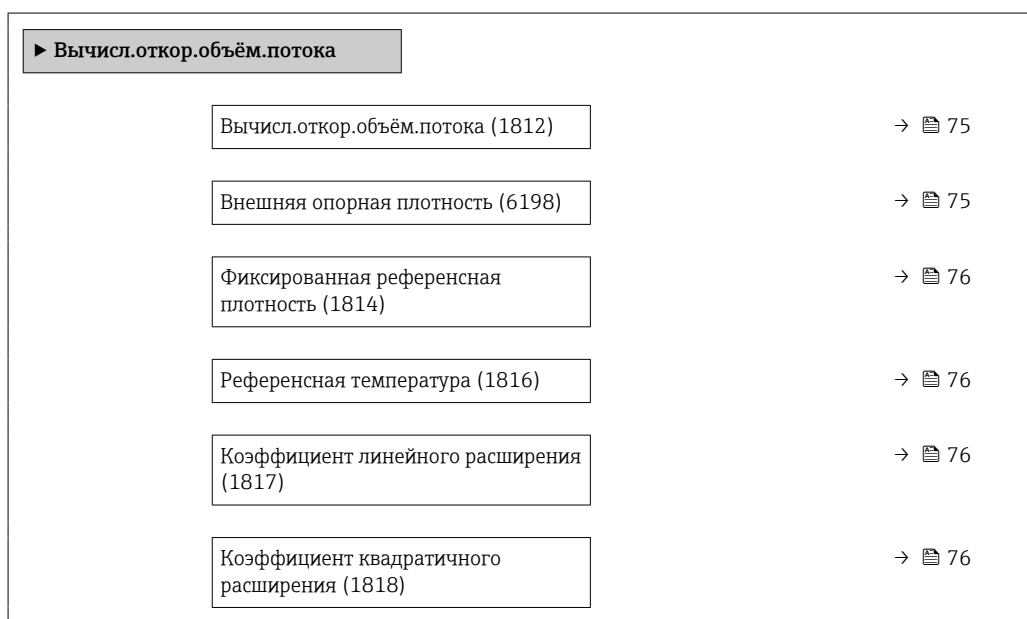 ▶ Вычисл.откор.объём.потока
Вычисл.откор.объём.потока (1812) → 75
Внешняя опорная плотность (6198) → 75
Фиксированная референсная → 76
плотность (1814)
Референсная температура (1816) → 76
Коэффициент линейного расширения → 76
(1817)
Коэффициент квадратичного → 76
расширения (1818)